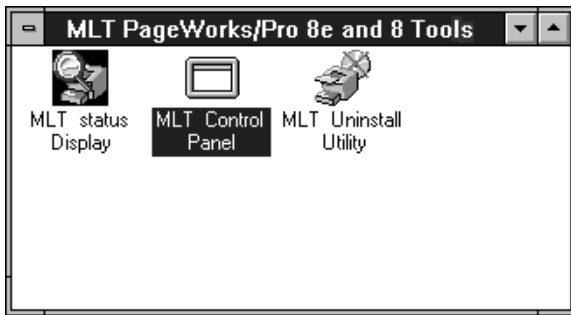 MLT PageWorks/Pro 8e and 8 Tools
MLT status
Display
MLT Control
Panel
MLT Uninstall
Utility